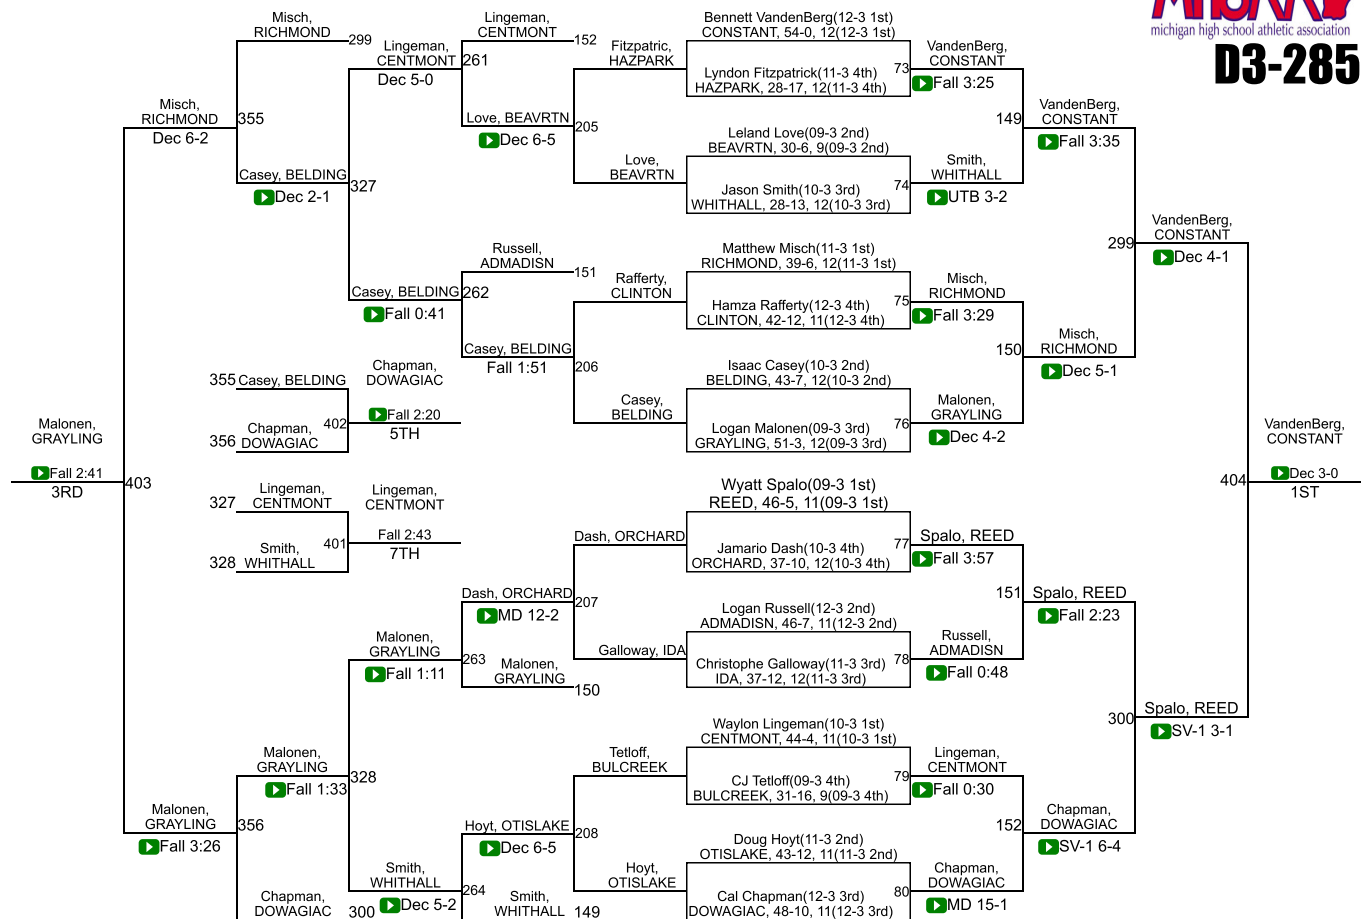 michigan high school athletic association
D3-285
Misch,
RICHMOND
299
Lingeman,
CENTMONT
Dec 5-0
Lingeman,
CENTMONT
152
261
Fitzpatric,
HAZPARK
Bennett VandenBerg(12-3 1st)
CONSTANT, 54-0, 12(12-3 1st)
Lyndon Fitzpatrick(11-3 4th)
HAZPARK, 28-17, 12(11-3 4th)
73
VandenBerg,
CONSTANT
Fall 3:25
Misch,
RICHMOND
Dec 6-2
355
Love, BEAVRTN
Dec 6-5
205
Leland Love(09-3 2nd)
BEAVRTN, 30-6, 9(09-3 2nd)
149
VandenBerg,
CONSTANT
Fall 3:35
Casey, BELDING
Dec 2-1
327
Love,
BEAVRTN
Jason Smith(10-3 3rd)
WHITHALL, 28-13, 12(10-3 3rd)
74
Smith,
WHITHALL
UTB 3-2
Russell,
ADMADISN
151
Matthew Misch(11-3 1st)
RICHMOND, 39-6, 12(11-3 1st)
299
VandenBerg,
CONSTANT
Dec 4-1
Casey, BELDING
Fall 0:41
262
Rafferty,
CLINTON
Hamza Rafferty(12-3 4th)
CLINTON, 42-12, 11(12-3 4th)
75
Misch,
RICHMOND
Fall 3:29
Casey, BELDING
Fall 1:51
206
Isaac Casey(10-3 2nd)
BELDING, 43-7, 12(10-3 2nd)
150
Misch,
RICHMOND
Dec 5-1
355
Casey, BELDING
Chapman,
DOWAGIAC
Fall 2:20
5TH
402
356
Chapman,
DOWAGIAC
Casey,
BELDING
Logan Malonen(09-3 3rd)
GRAYLING, 51-3, 12(09-3 3rd)
76
Malonen,
GRAYLING
Dec 4-2
Malonen,
GRAYLING
Fall 2:41
3RD
403
404
VandenBerg,
CONSTANT
Dec 3-0
1ST
327
Lingeman,
CENTMONT
Lingeman,
CENTMONT
Fall 2:43
7TH
401
328
Smith,
WHITHALL
Wyatt Spalo(09-3 1st)
REED, 46-5, 11(09-3 1st)
Dash, ORCHARD
Jamario Dash(10-3 4th)
ORCHARD, 37-10, 12(10-3 4th)
77
Spalo, REED
Fall 3:57
Dash, ORCHARD
MD 12-2
207
Logan Russell(12-3 2nd)
ADMADISN, 46-7, 11(12-3 2nd)
151
Spalo, REED
Fall 2:23
Malonen,
GRAYLING
Fall 1:11
263
Galloway, IDA
Christophe Galloway(11-3 3rd)
IDA, 37-12, 12(11-3 3rd)
78
Russell,
ADMADISN
Fall 0:48
Malonen,
GRAYLING
150
300
Spalo, REED
SV-1 3-1
Waylon Lingeman(10-3 1st)
CENTMONT, 44-4, 11(10-3 1st)
Malonen,
GRAYLING
Fall 1:33
328
Tetloff,
BULCREEK
CJ Tetloff(09-3 4th)
BULCREEK, 31-16, 9(09-3 4th)
79
Lingeman,
CENTMONT
Fall 0:30
Malonen,
GRAYLING
Fall 3:26
356
Hoyt, OTISLAKE
Dec 6-5
208
Doug Hoyt(11-3 2nd)
OTISLAKE, 43-12, 11(11-3 2nd)
152
Chapman,
DOWAGIAC
SV-1 6-4
Smith,
WHITHALL
Dec 5-2
264
Hoyt,
OTISLAKE
Cal Chapman(12-3 3rd)
DOWAGIAC, 48-10, 11(12-3 3rd)
80
Chapman,
DOWAGIAC
MD 15-1
Chapman,
DOWAGIAC
300
Smith,
WHITHALL
149